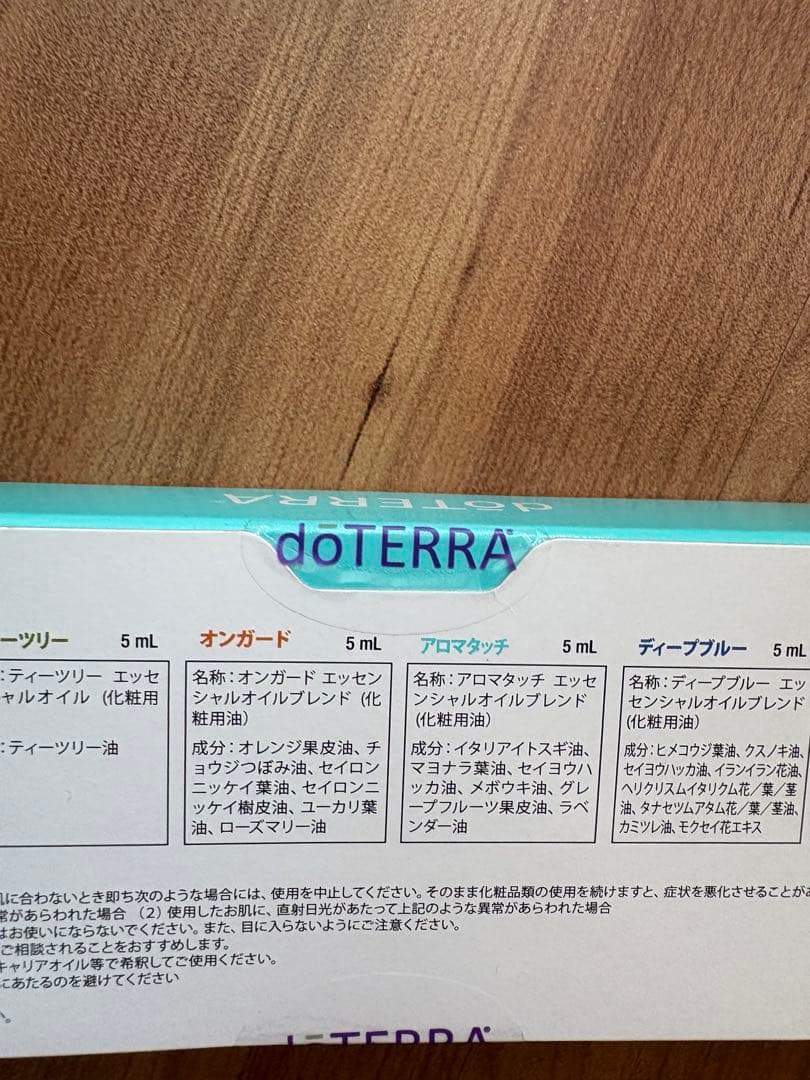 dōTERRA
dōTERRA
ーツリー 5 mL
：ティーツリー エッセ
ャルオイル (化粧用
：ティーツリー油
オンガード 5 mL
名称：オンガード エッセン
シャルオイルブレンド (化
粧用油)
成分：オレンジ果皮油、チ
ョウジつぼみ油、セイロン
ニッケイ葉油、セイロンニ
ッケイ樹皮油、ユーカリ葉
油、ローズマリー油
アロマタッチ 5 mL
名称：アロマタッチ エッセ
ンシャルオイルブレンド
(化粧用油)
成分：イタリアイトスギ油、
マヨナラ葉油、セイヨウハ
ッカ油、メボウキ油、グレ
ープフルーツ果皮油、ラベ
ンダー油
ディープブルー 5 mL
名称：ディープブルー エッ
センシャルオイルブレンド
(化粧用油)
成分：ヒメコウジ葉油、クスノキ油、
セイヨウハッカ油、イランイラン花油、
ヘリクリスムイタリクム花／葉／茎
油、タナセツムアタム花／葉／茎油、
カミツレ油、モクセイ花エキス
肌に合わないとき即ち次のような場合には、使用を中止してください。そのまま化粧品類の使用を続けますと、症状を悪化させることが
常があらわれた場合 （2）使用したお肌に、直射日光があたって上記のような異常があらわれた場合
はお使いにならないでください。また、目に入らないようにご注意ください。
ご相談されることをおすすめします。
キャリアオイル等で希釈してご使用ください。
にあたるのを避けてください
い。
dōTERRA